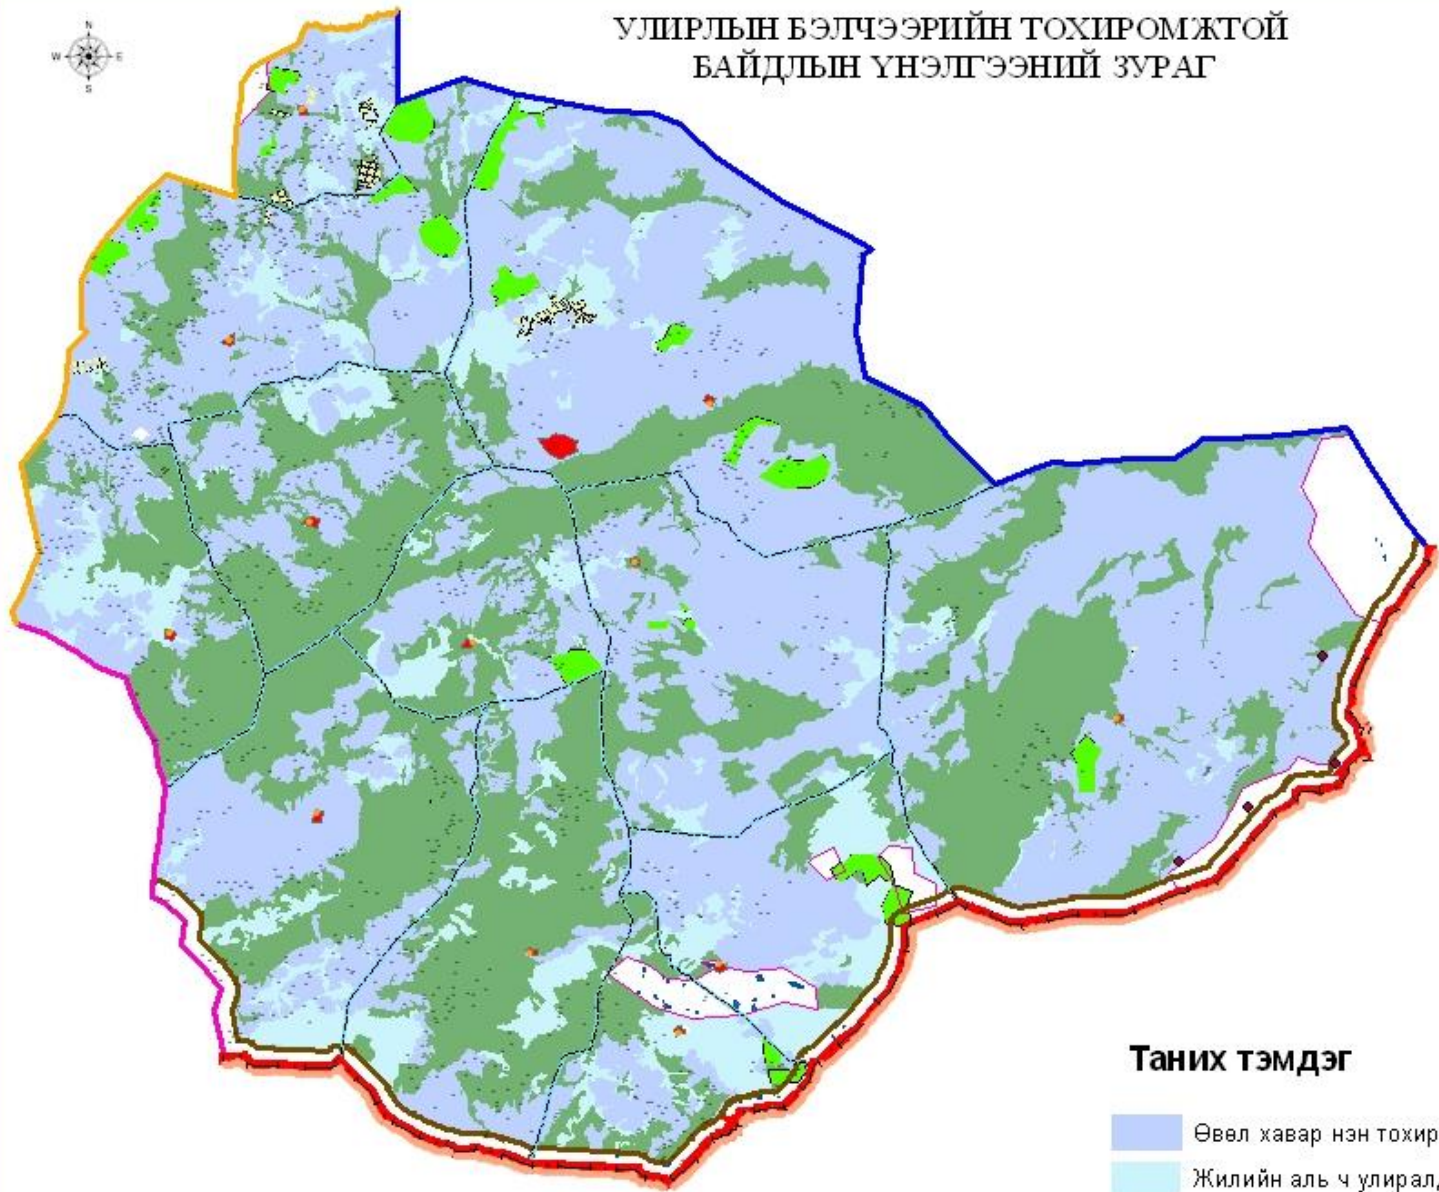 N
W E
S
УЛИРЛЫН БЭЛЧЭЭРИЙН ТОХИРОМЖТОЙ
БАЙДЛЫН ҮНЭЛГЭЭНИЙ ЗУРАГ
Таних тэмдэг
Өвөл хавар нэн тохир
Жилийн аль ч улирал,